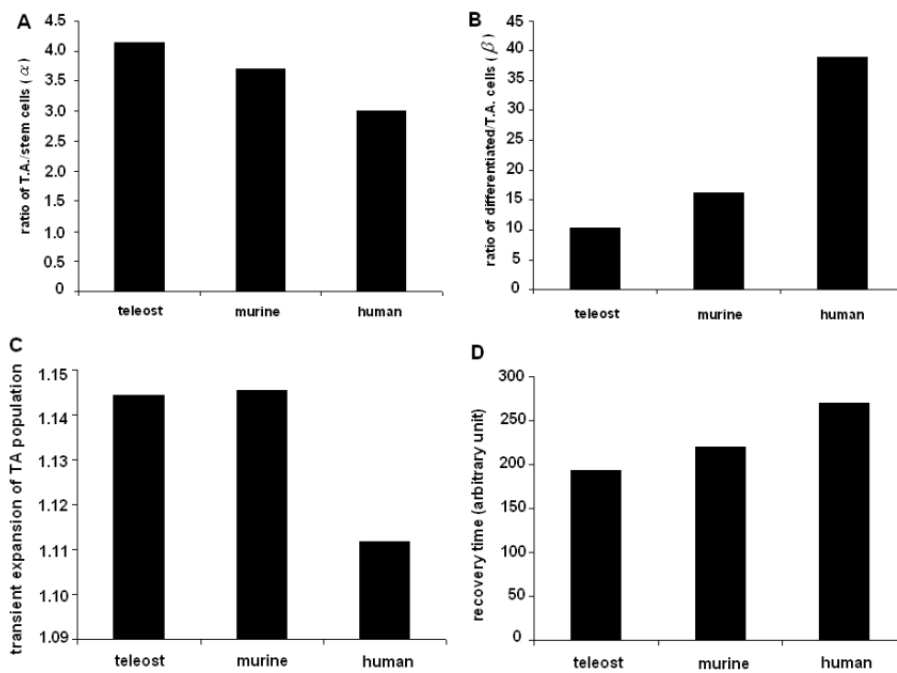 A
ratio of T.A./stem cells (α)
4.5
4.0
3.5
3.0
2.5
2.0
1.5
1.0
0.5
0
teleost murine human
B
ratio of differentiated/T.A. cells (β)
45
40
35
30
25
20
15
10
5
0
teleost murine human
C
transient expansion of TA population
1.15
1.14
1.13
1.12
1.11
1.10
1.09
teleost murine human
D
recovery time (arbitrary unit)
300
250
200
150
100
50
0
teleost murine human